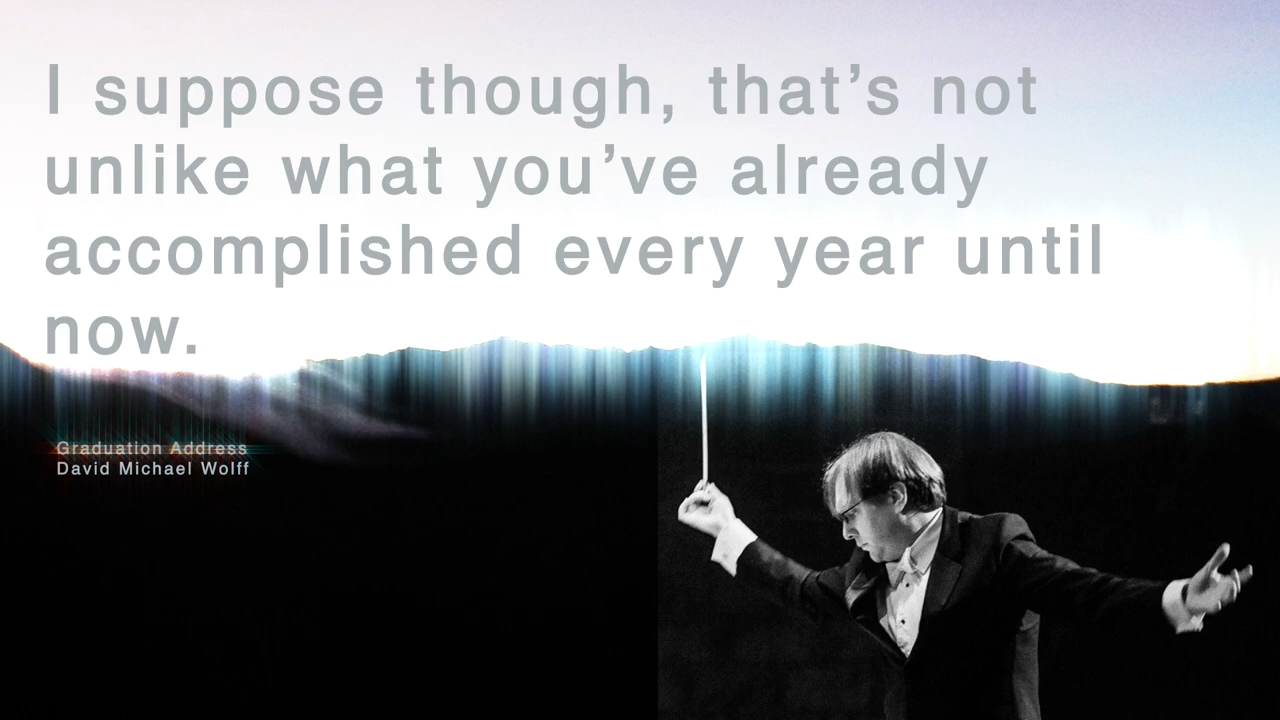 I suppose though, that’s not
unlike what you’ve already
accomplished every year until
now.
Graduation Address
David Michael Wolff